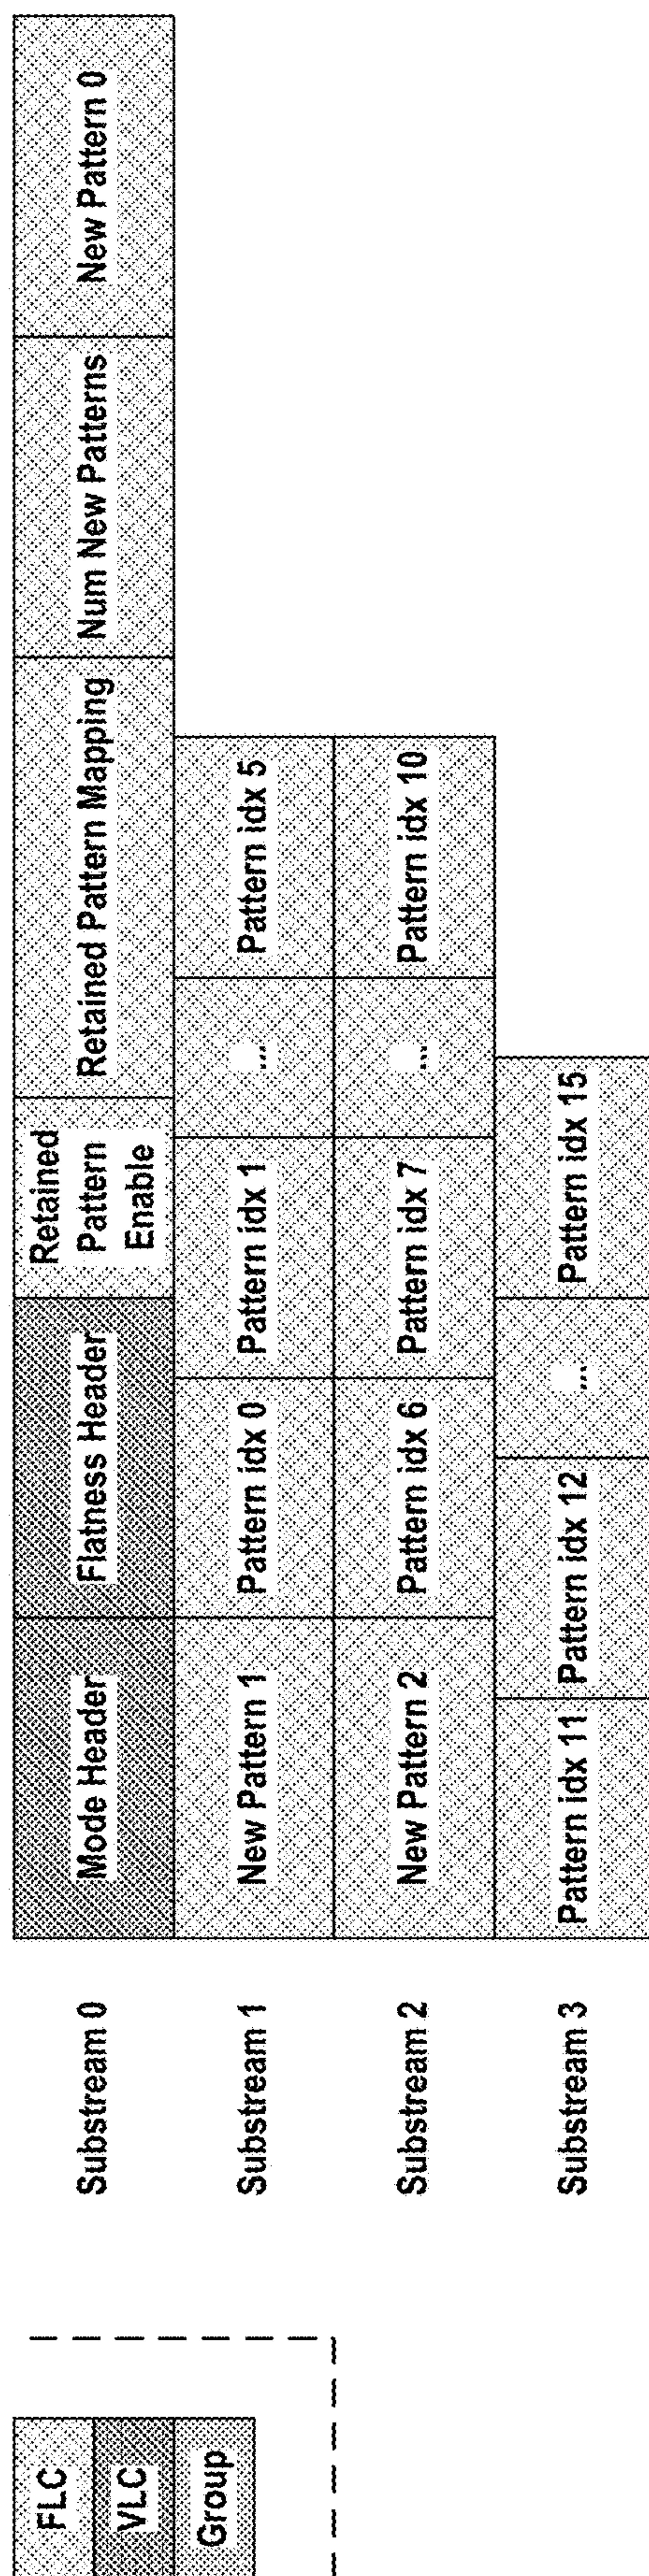 FLC
VLC
Group
Substream 0
Mode Header
Flatness Header
Retained
Pattern
Enable
Retained Pattern Mapping
Num New Patterns
New Pattern 0
Substream 1
New Pattern 1
Pattern idx 0
Pattern idx 1
...
Pattern idx 5
Substream 2
New Pattern 2
Pattern idx 6
Pattern idx 7
...
Pattern idx 10
Substream 3
Pattern idx 11
Pattern idx 12
...
Pattern idx 15